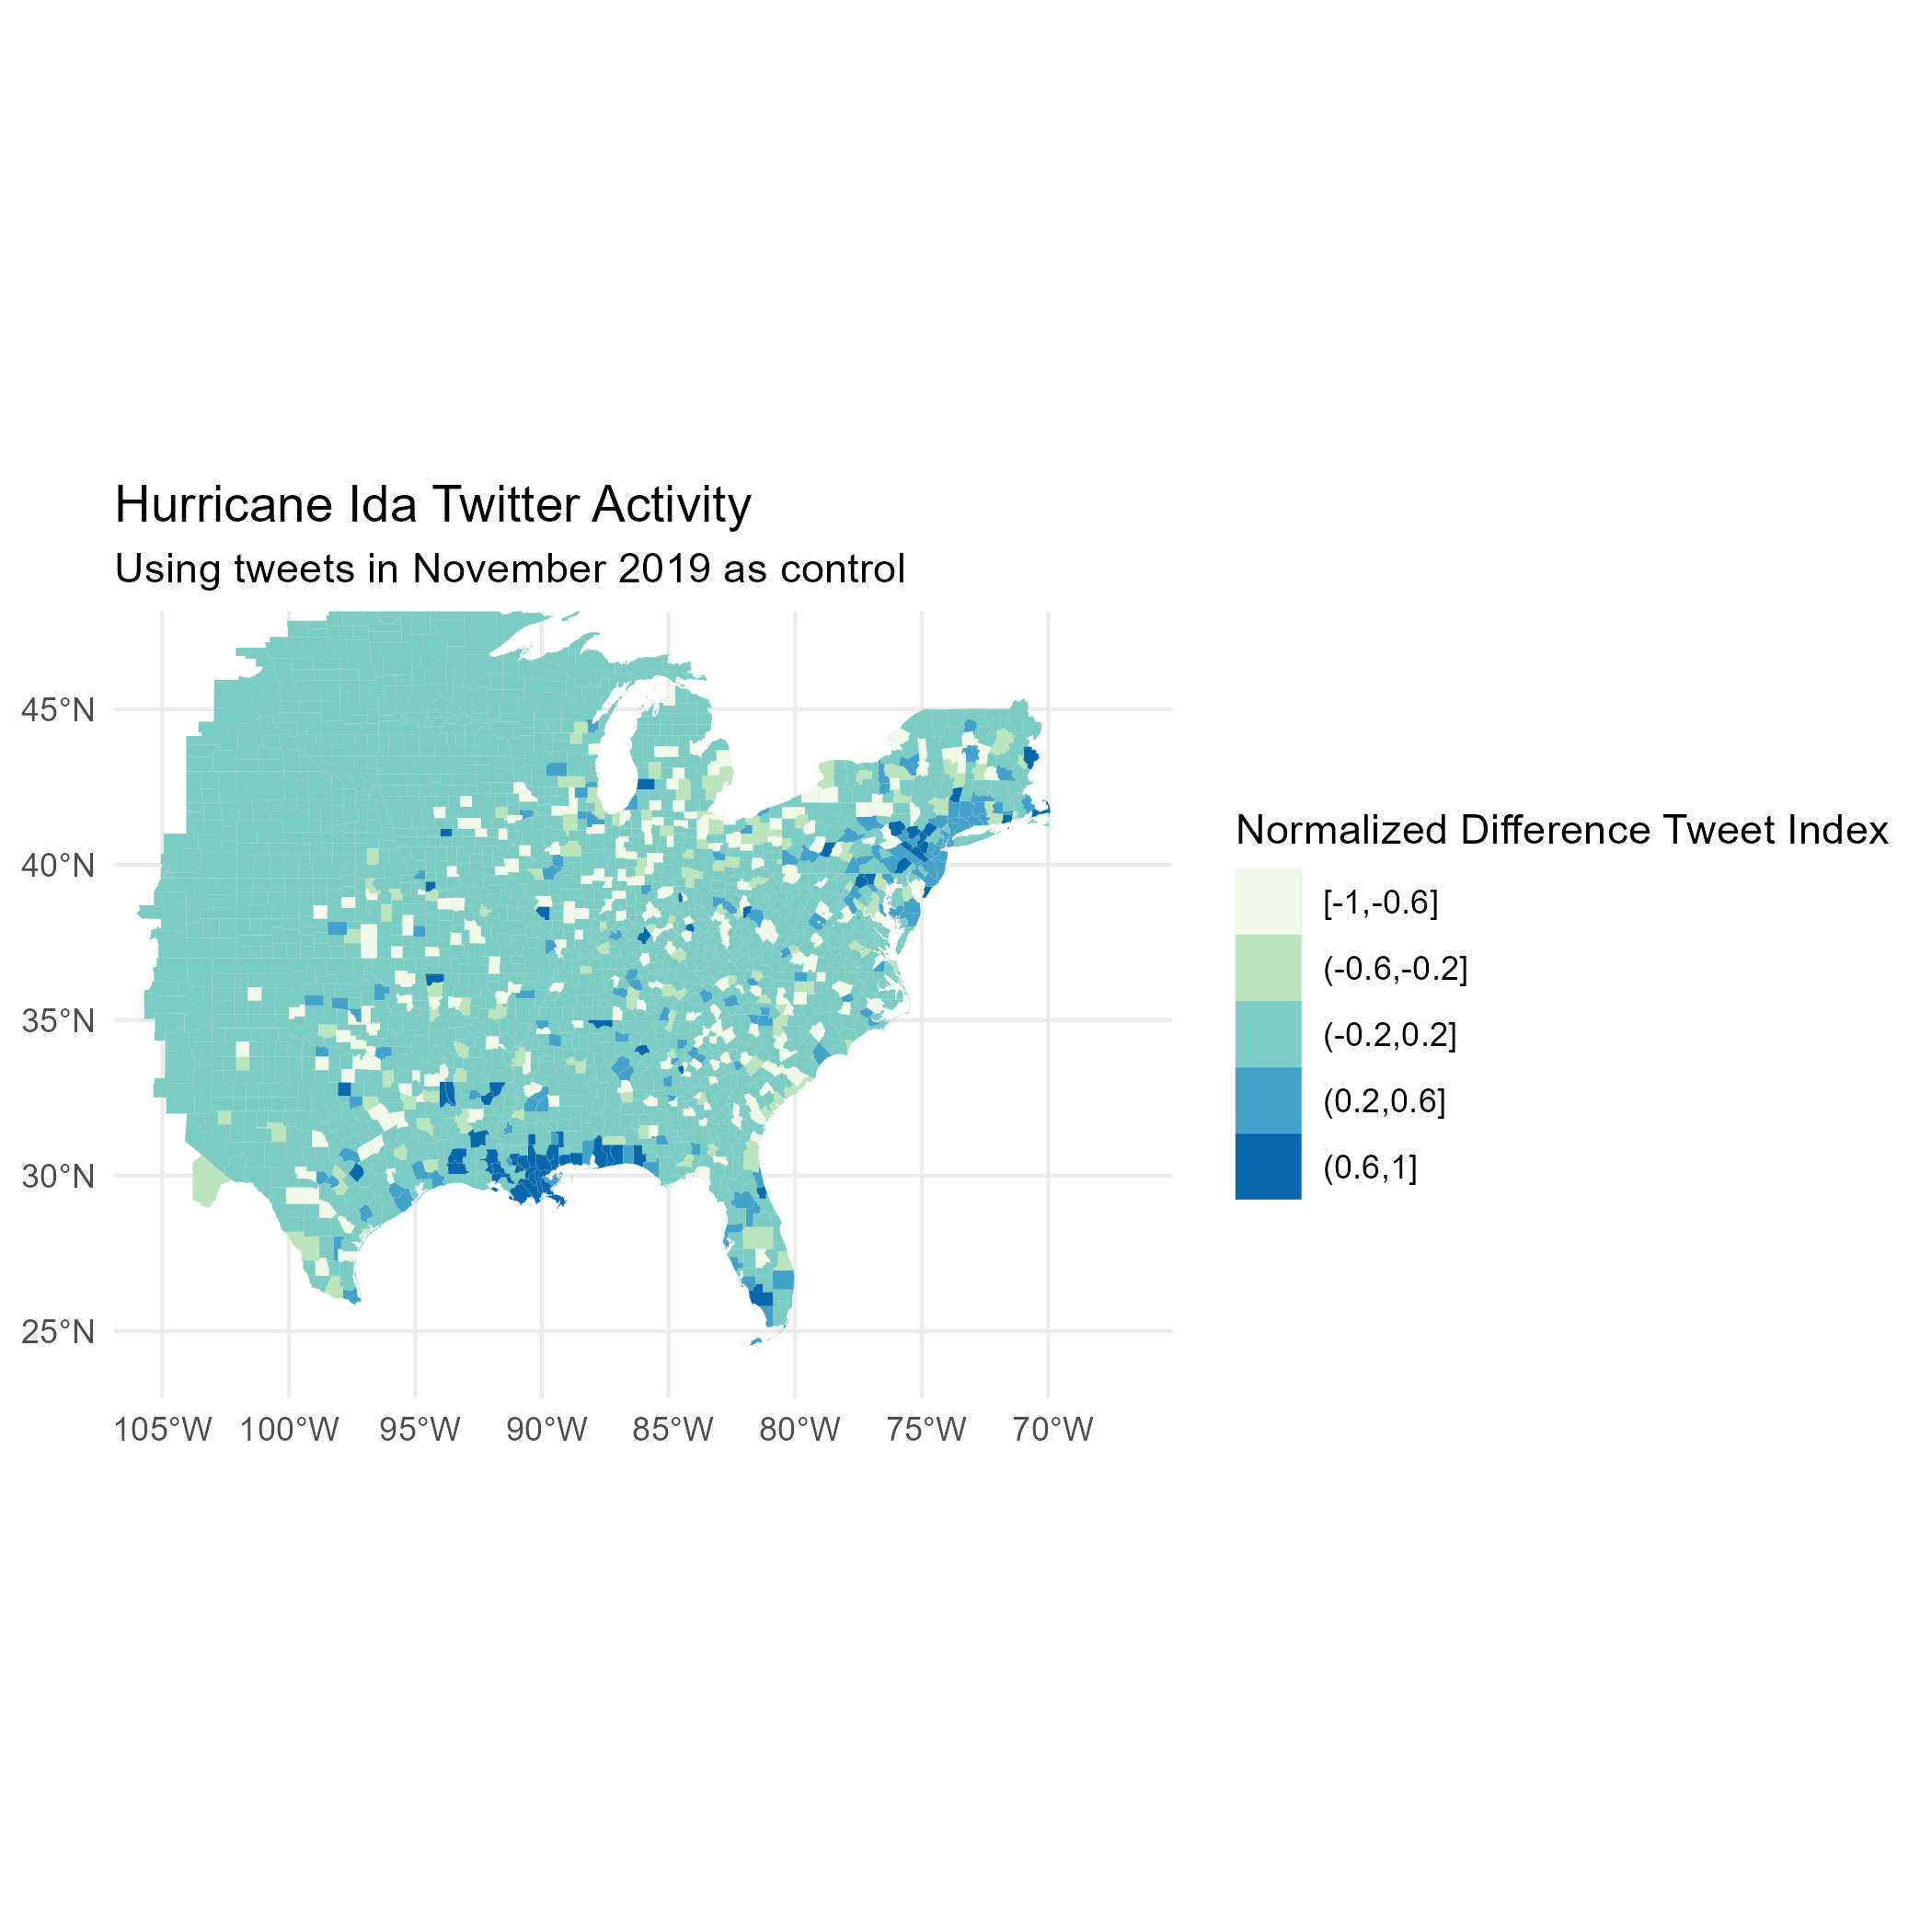 Hurricane Ida Twitter Activity
Using tweets in November 2019 as control
45°N
40°N
35°N
30°N
25°N
105°W 100°W 95°W 90°W 85°W 80°W 75°W 70°W
Normalized Difference Tweet Index
[-1,-0.6]
(-0.6,-0.2]
(-0.2,0.2]
(0.2,0.6]
(0.6,1]